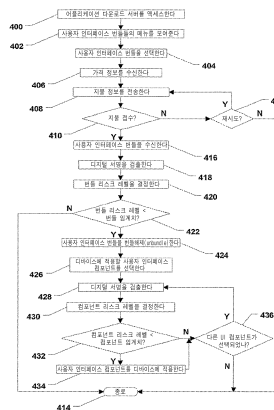 400
어플리케이션 다운로드 서버를 액세스한다
402
사용자 인터페이스 번들들의 메뉴를 보여준다
사용자 인터페이스 번들을 선택한다
404
406
가격 정보를 수신한다
408
지불 정보를 전송한다
Y
410
지불 접수?
N
재시도?
Y
N
사용자 인터페이스 번들을 수신한다
416
디지털 서명을 검출한다
418
번들 리스크 레벨을 결정한다
420
N
번들 리스크 레벨 <
번들 임계치?
422
Y
사용자 인터페이스 번들을 번들해제(unbundle)한다
424
426
디바이스에 적용할 사용자 인터페이스
컴포넌트를 선택한다
428
디지털 서명을 검출한다
430
컴포넌트 리스크 레벨을 결정한다
Y
436
컴포넌트 리스크 레벨 <
컴포넌트 임계치?
N
다른 UI 컴포넌트가
선택되었나?
432
Y
434
사용자 인터페이스 컴포넌트를 디바이스에 적용한다
N
종료
414